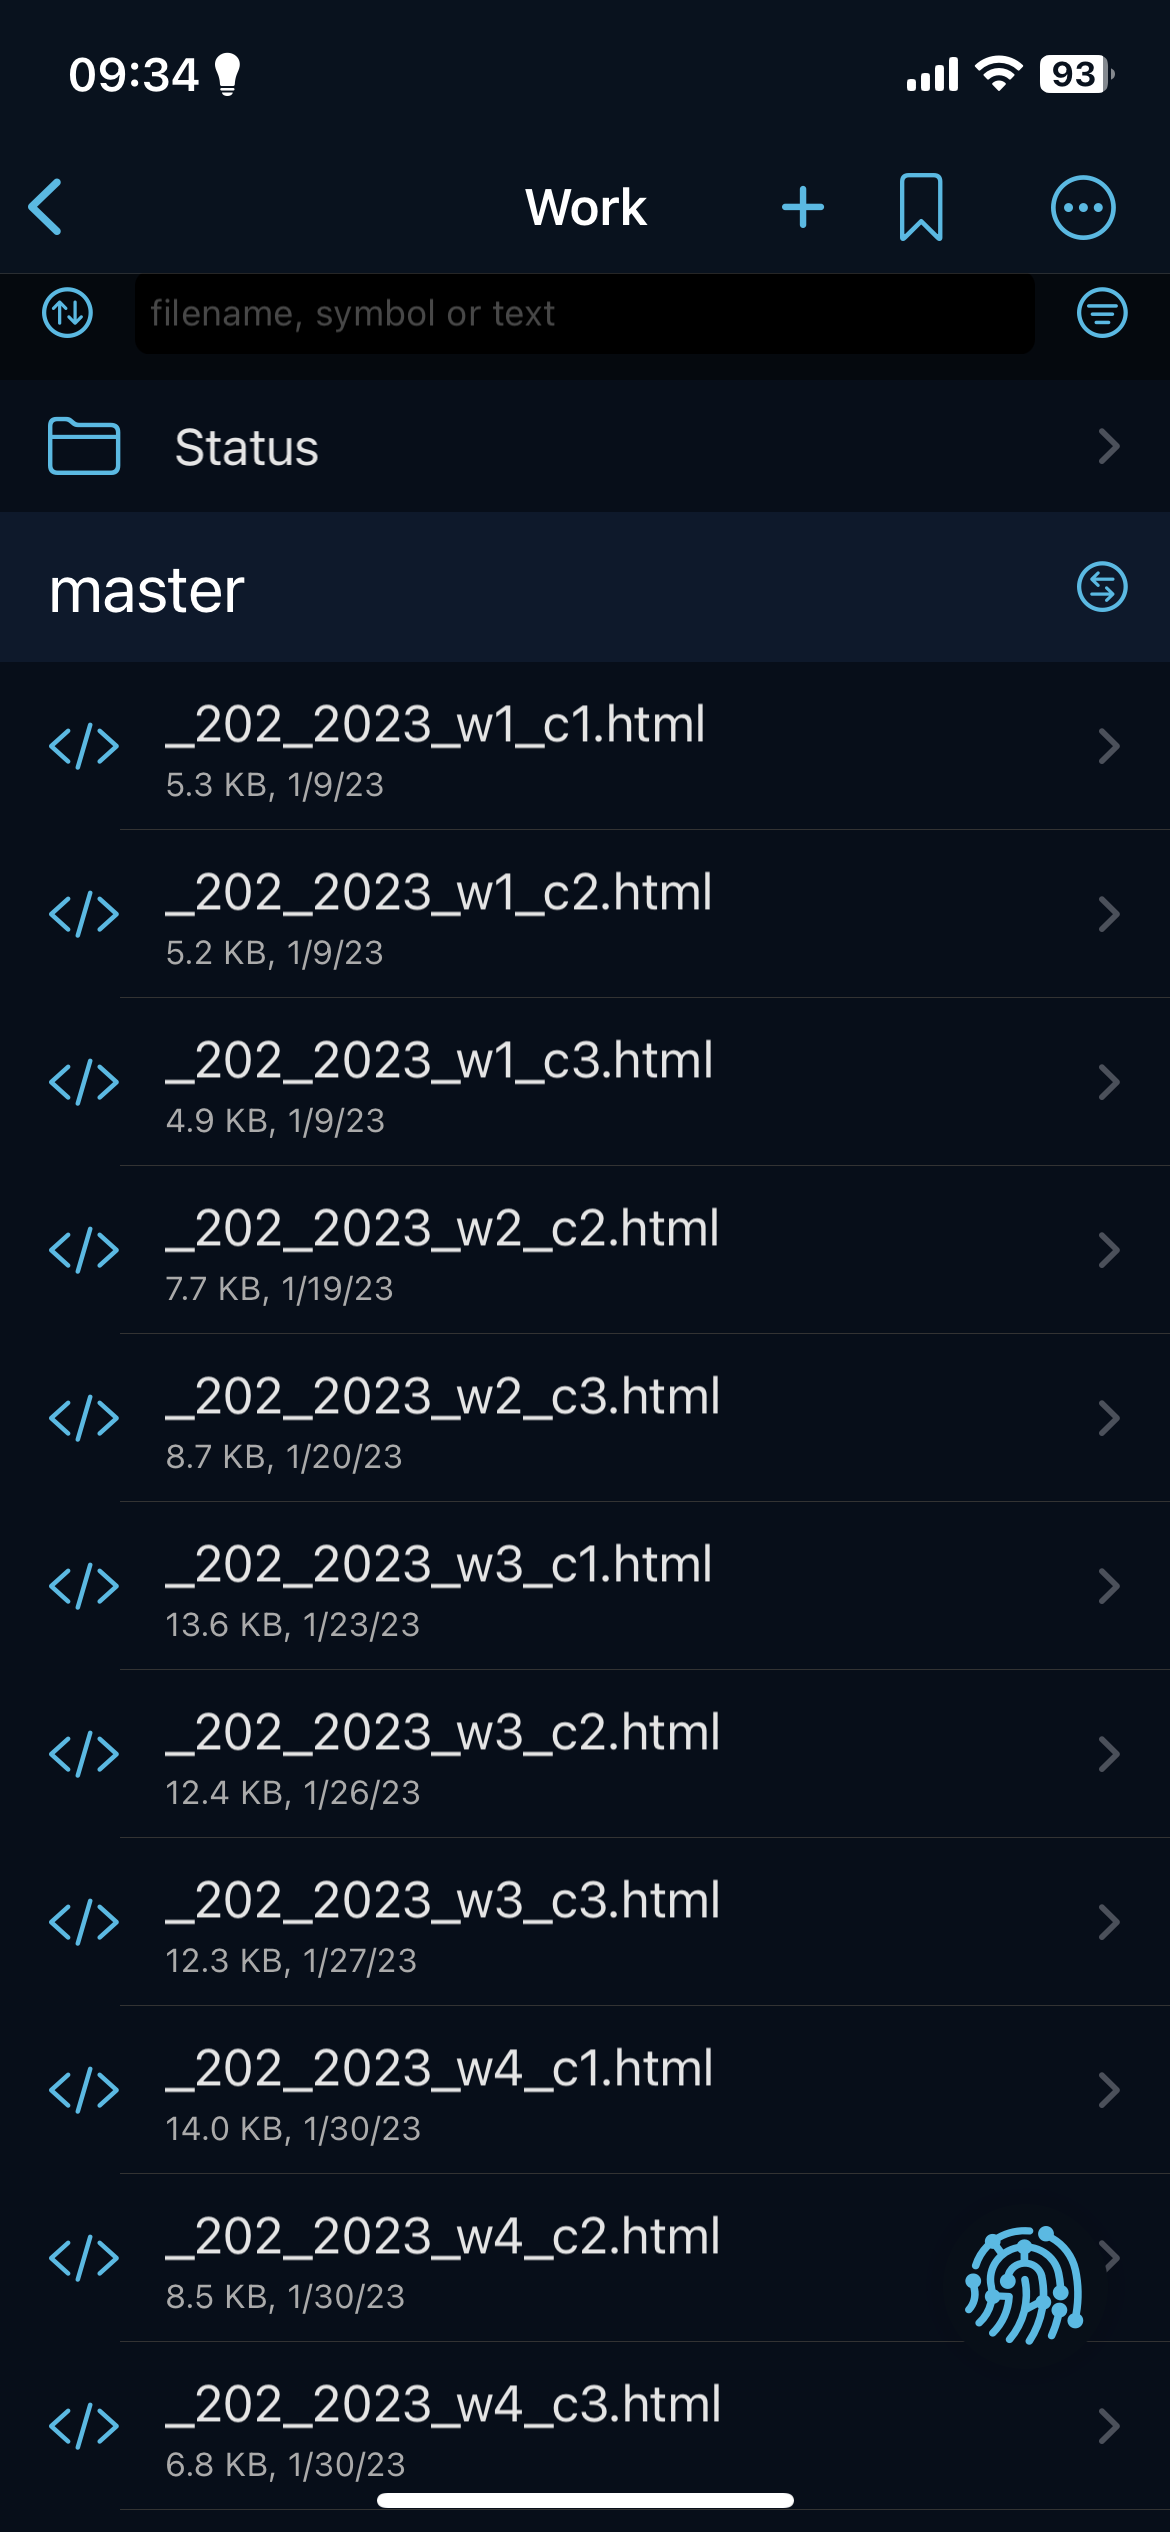 09:34
93
Work
filename, symbol or text
Status
master
_202_2023_w1_c1.html
5.3 KB, 1/9/23
_202_2023_w1_c2.html
5.2 KB, 1/9/23
_202_2023_w1_c3.html
4.9 KB, 1/9/23
_202_2023_w2_c2.html
7.7 KB, 1/19/23
_202_2023_w2_c3.html
8.7 KB, 1/20/23
_202_2023_w3_c1.html
13.6 KB, 1/23/23
_202_2023_w3_c2.html
12.4 KB, 1/26/23
_202_2023_w3_c3.html
12.3 KB, 1/27/23
_202_2023_w4_c1.html
14.0 KB, 1/30/23
_202_2023_w4_c2.html
8.5 KB, 1/30/23
_202_2023_w4_c3.html
6.8 KB, 1/30/23